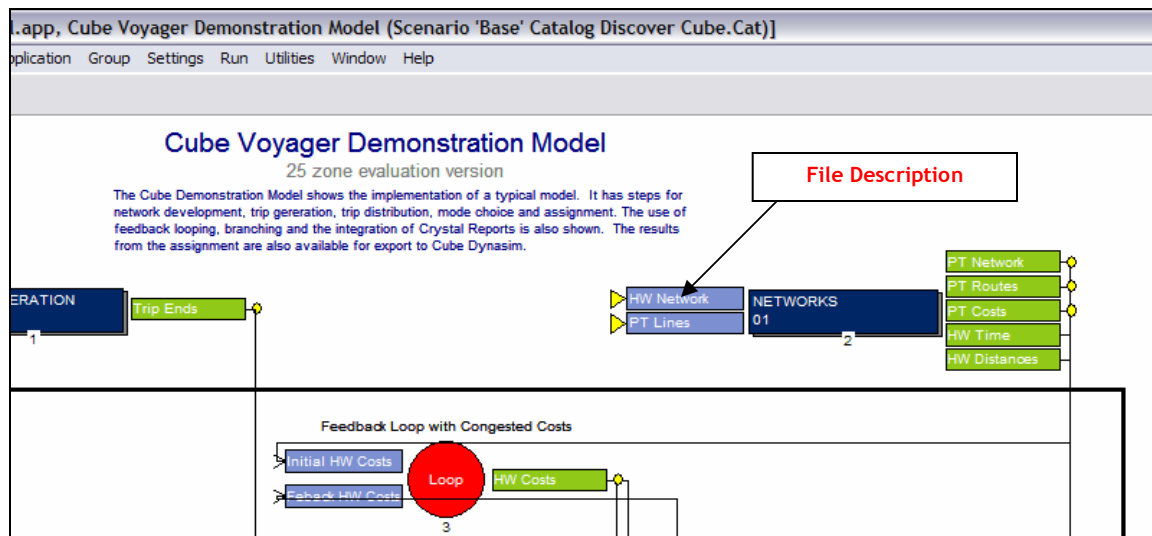 l.app, Cube Voyager Demonstration Model (Scenario 'Base' Catalog Discover Cube.Cat)]
pplication Group Settings Run Utilities Window Help
Cube Voyager Demonstration Model
25 zone evaluation version
The Cube Demonstration Model shows the implementation of a typical model. It has steps for
network development, trip gereration, trip distribution, mode choice and assignment. The use of
feedback looping, branching and the integration of Crystal Reports is also shown. The results
from the assignment are also available for export to Cube Dynasim.
File Description
ERATION
1
Trip Ends
HW Network
PT Lines
NETWORKS
01
2
PT Network
PT Routes
PT Costs
HW Time
HW Distances
Feedback Loop with Congested Costs
Initial HW Costs
Feback HW Costs
Loop
3
HW Costs